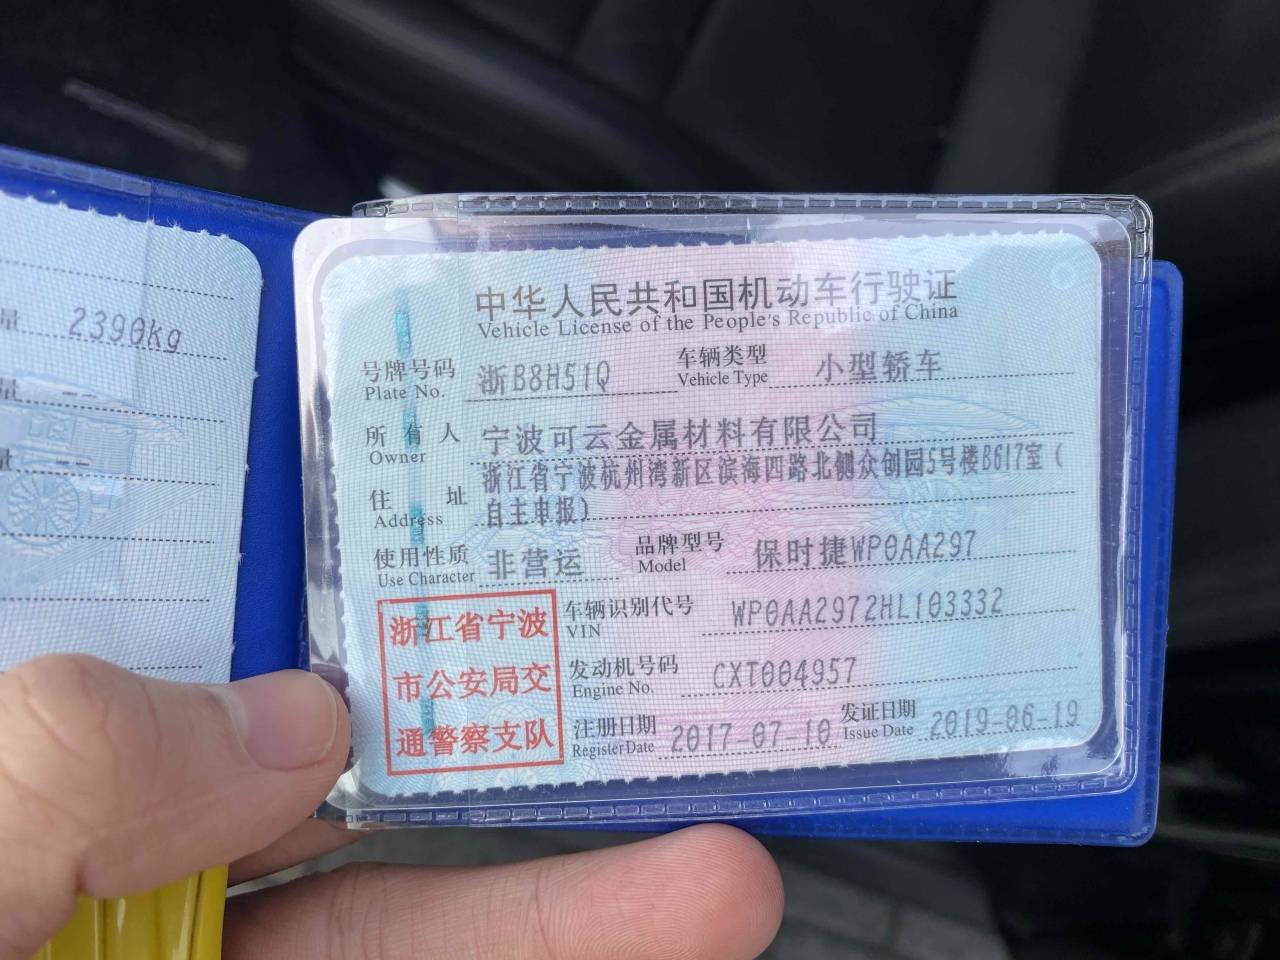 量 2390kg
量 --
量 --
中华人民共和国机动车行驶证
Vehicle License of the People's Republic of China
号牌号码 浙B8H51Q 车辆类型 小型轿车
Plate No. Vehicle Type
所有人 宁波可云金属材料有限公司
Owner
浙江省宁波杭州湾新区滨海四路北侧众创园5号楼B617室（
住址 自主申报）
Address
使用性质 非营运 品牌型号 保时捷WP0AA297
Use Character Model
浙江省宁波
市公安局交
通警察支队
车辆识别代号 WP0AA2972HL103332
VIN
发动机号码 CXT004957
Engine No.
注册日期 2017-07-10 发证日期 2019-06-19
Register Date Issue Date